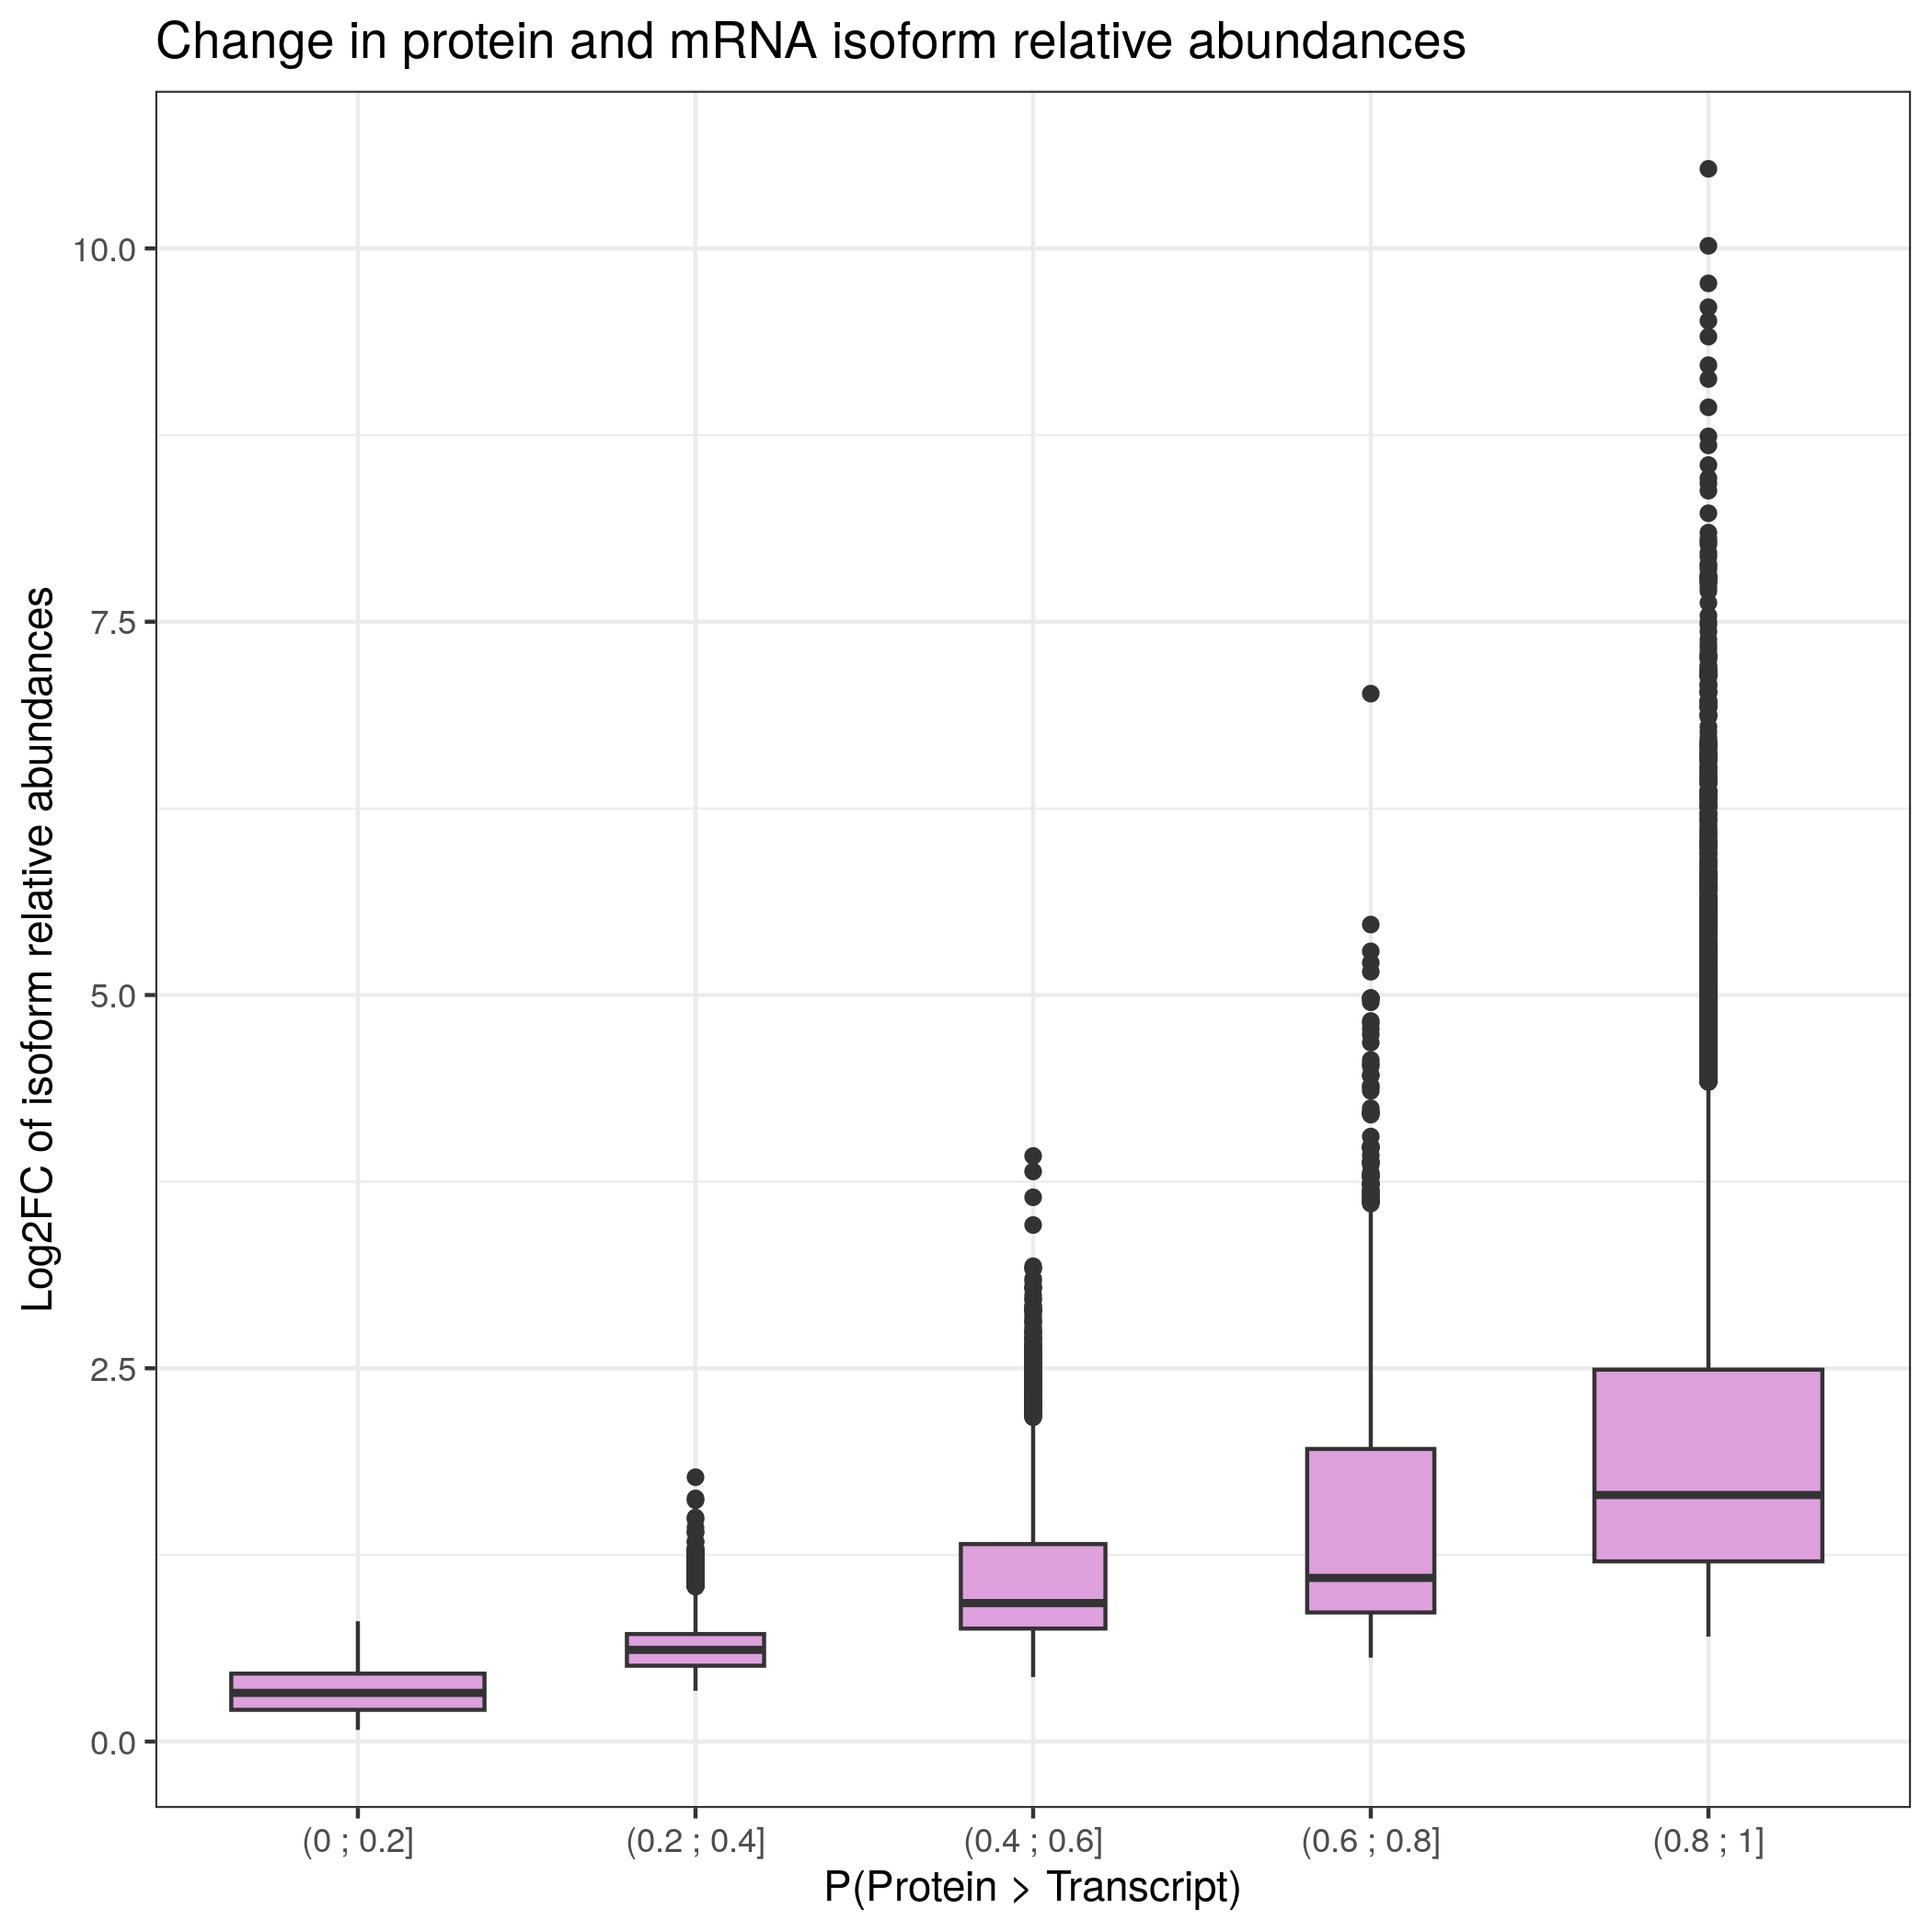 Change in protein and mRNA isoform relative abundances
Log2FC of isoform relative abundances
10.0
7.5
5.0
2.5
0.0
(0 ; 0.2]
(0.2 ; 0.4]
(0.4 ; 0.6]
(0.6 ; 0.8]
(0.8 ; 1]
P(Protein > Transcript)